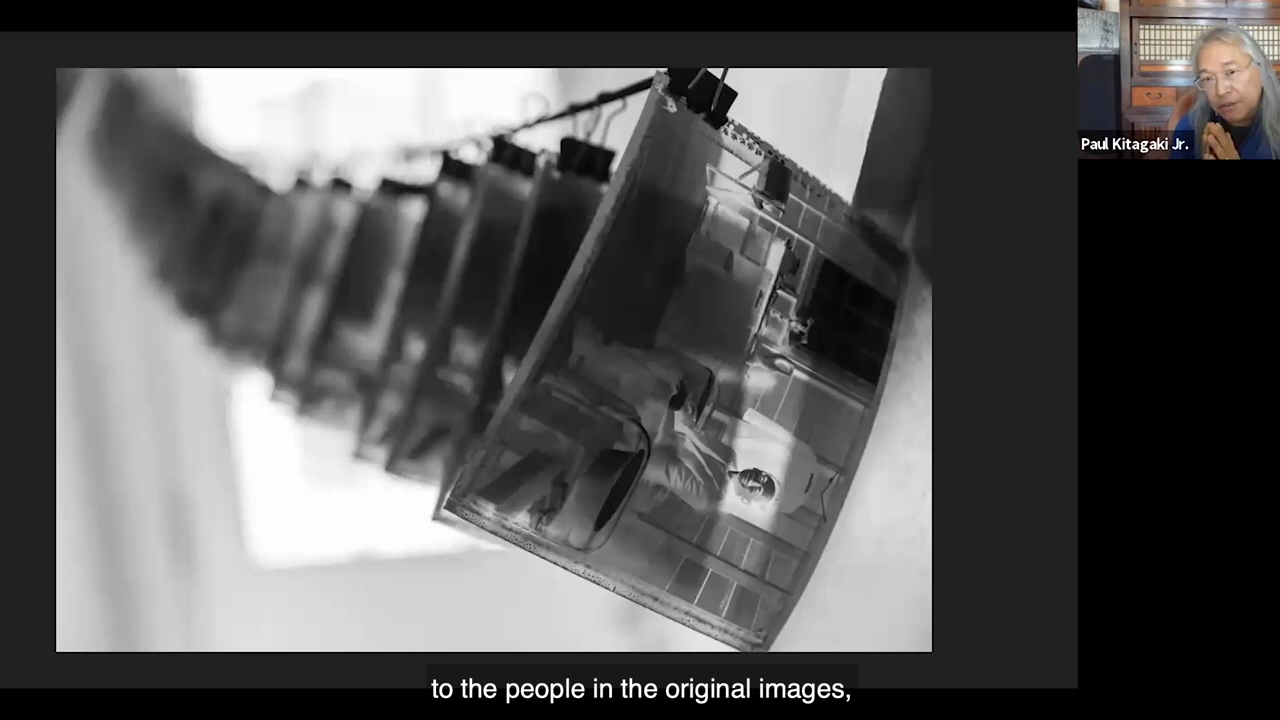 Paul Kitagaki Jr.
to the people in the original images,